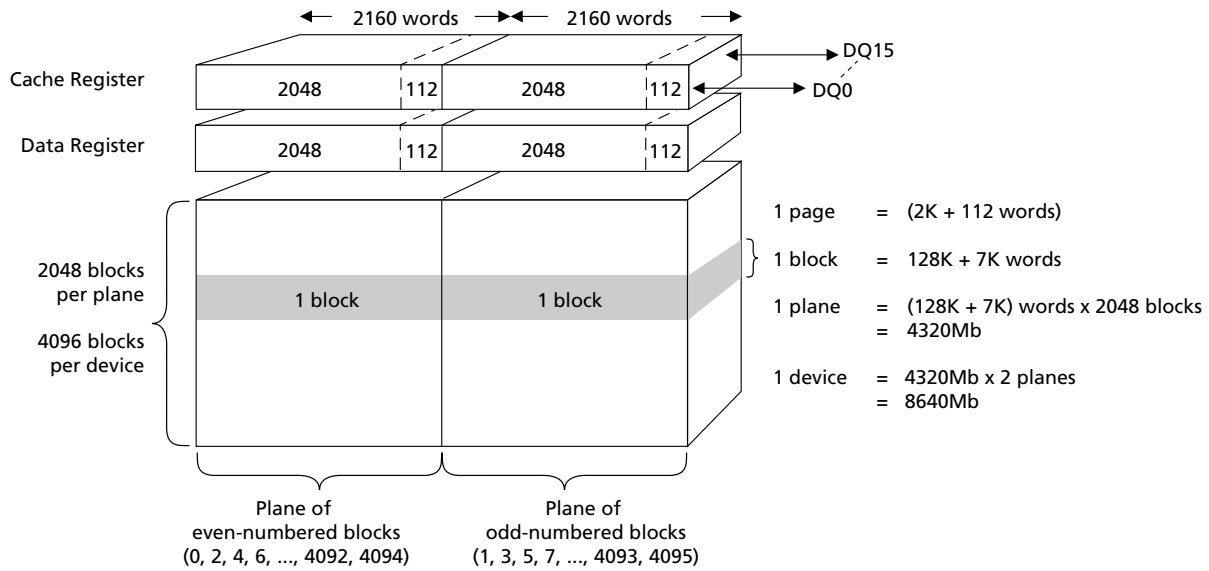 2160 words 2160 words
Cache Register 2048 112 2048 112 DQ15
DQ0
Data Register 2048 112 2048 112
2048 blocks
per plane
4096 blocks
per device
1 block 1 block
1 page = (2K + 112 words)
1 block = 128K + 7K words
1 plane = (128K + 7K) words x 2048 blocks
= 4320Mb
1 device = 4320Mb x 2 planes
= 8640Mb
Plane of
even-numbered blocks
(0, 2, 4, 6, ..., 4092, 4094)
Plane of
odd-numbered blocks
(1, 3, 5, 7, ..., 4093, 4095)